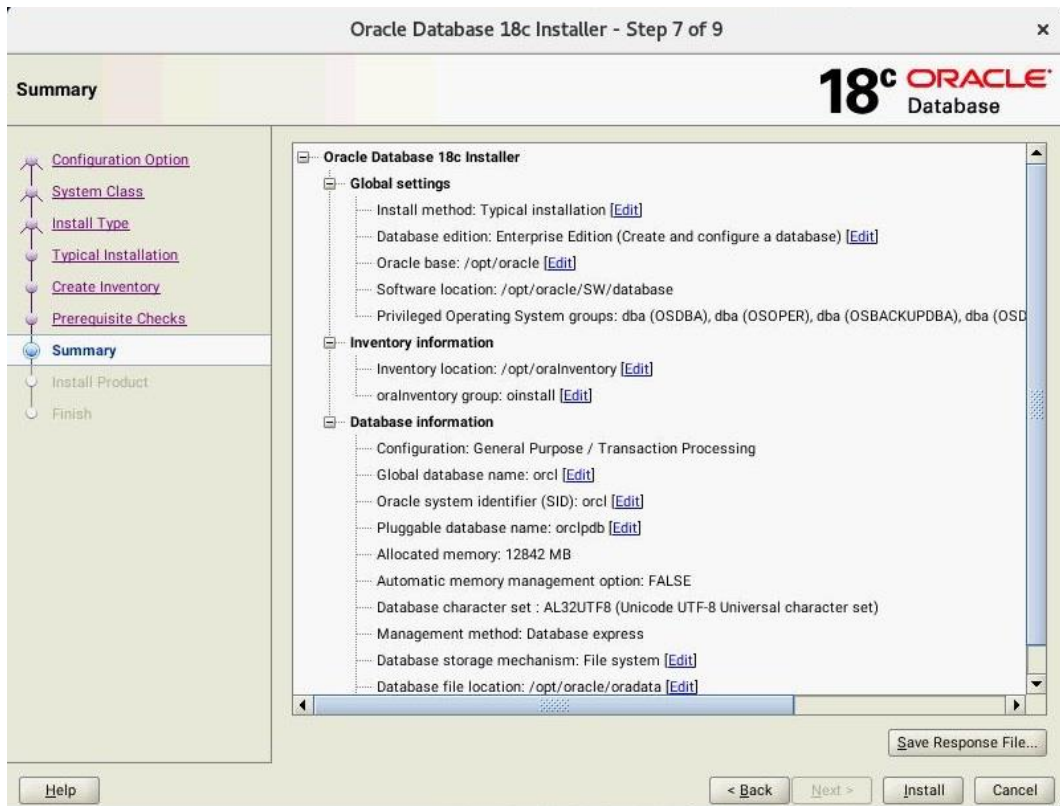 Oracle Database 18c Installer - Step 7 of 9
Summary
18c ORACLE
Database
Configuration Option
System Class
Install Type
Typical Installation
Create Inventory
Prerequisite Checks
Summary
Install Product
Finish
Oracle Database 18c Installer
Global settings
Install method: Typical installation [Edit]
Database edition: Enterprise Edition (Create and configure a database) [Edit]
Oracle base: /opt/oracle [Edit]
Software location: /opt/oracle/SW/database
Privileged Operating System groups: dba (OSDBA), dba (OSOPER), dba (OSBACKUPDBA), dba (OSD
Inventory information
Inventory location: /opt/oraInventory [Edit]
oraInventory group: oinstall [Edit]
Database information
Configuration: General Purpose / Transaction Processing
Global database name: orcl [Edit]
Oracle system identifier (SID): orcl [Edit]
Pluggable database name: orclpdb [Edit]
Allocated memory: 12842 MB
Automatic memory management option: FALSE
Database character set : AL32UTF8 (Unicode UTF-8 Universal character set)
Management method: Database express
Database storage mechanism: File system [Edit]
Database file location: /opt/oracle/oradata [Edit]
Save Response File...
Help
< Back
Next >
Install
Cancel